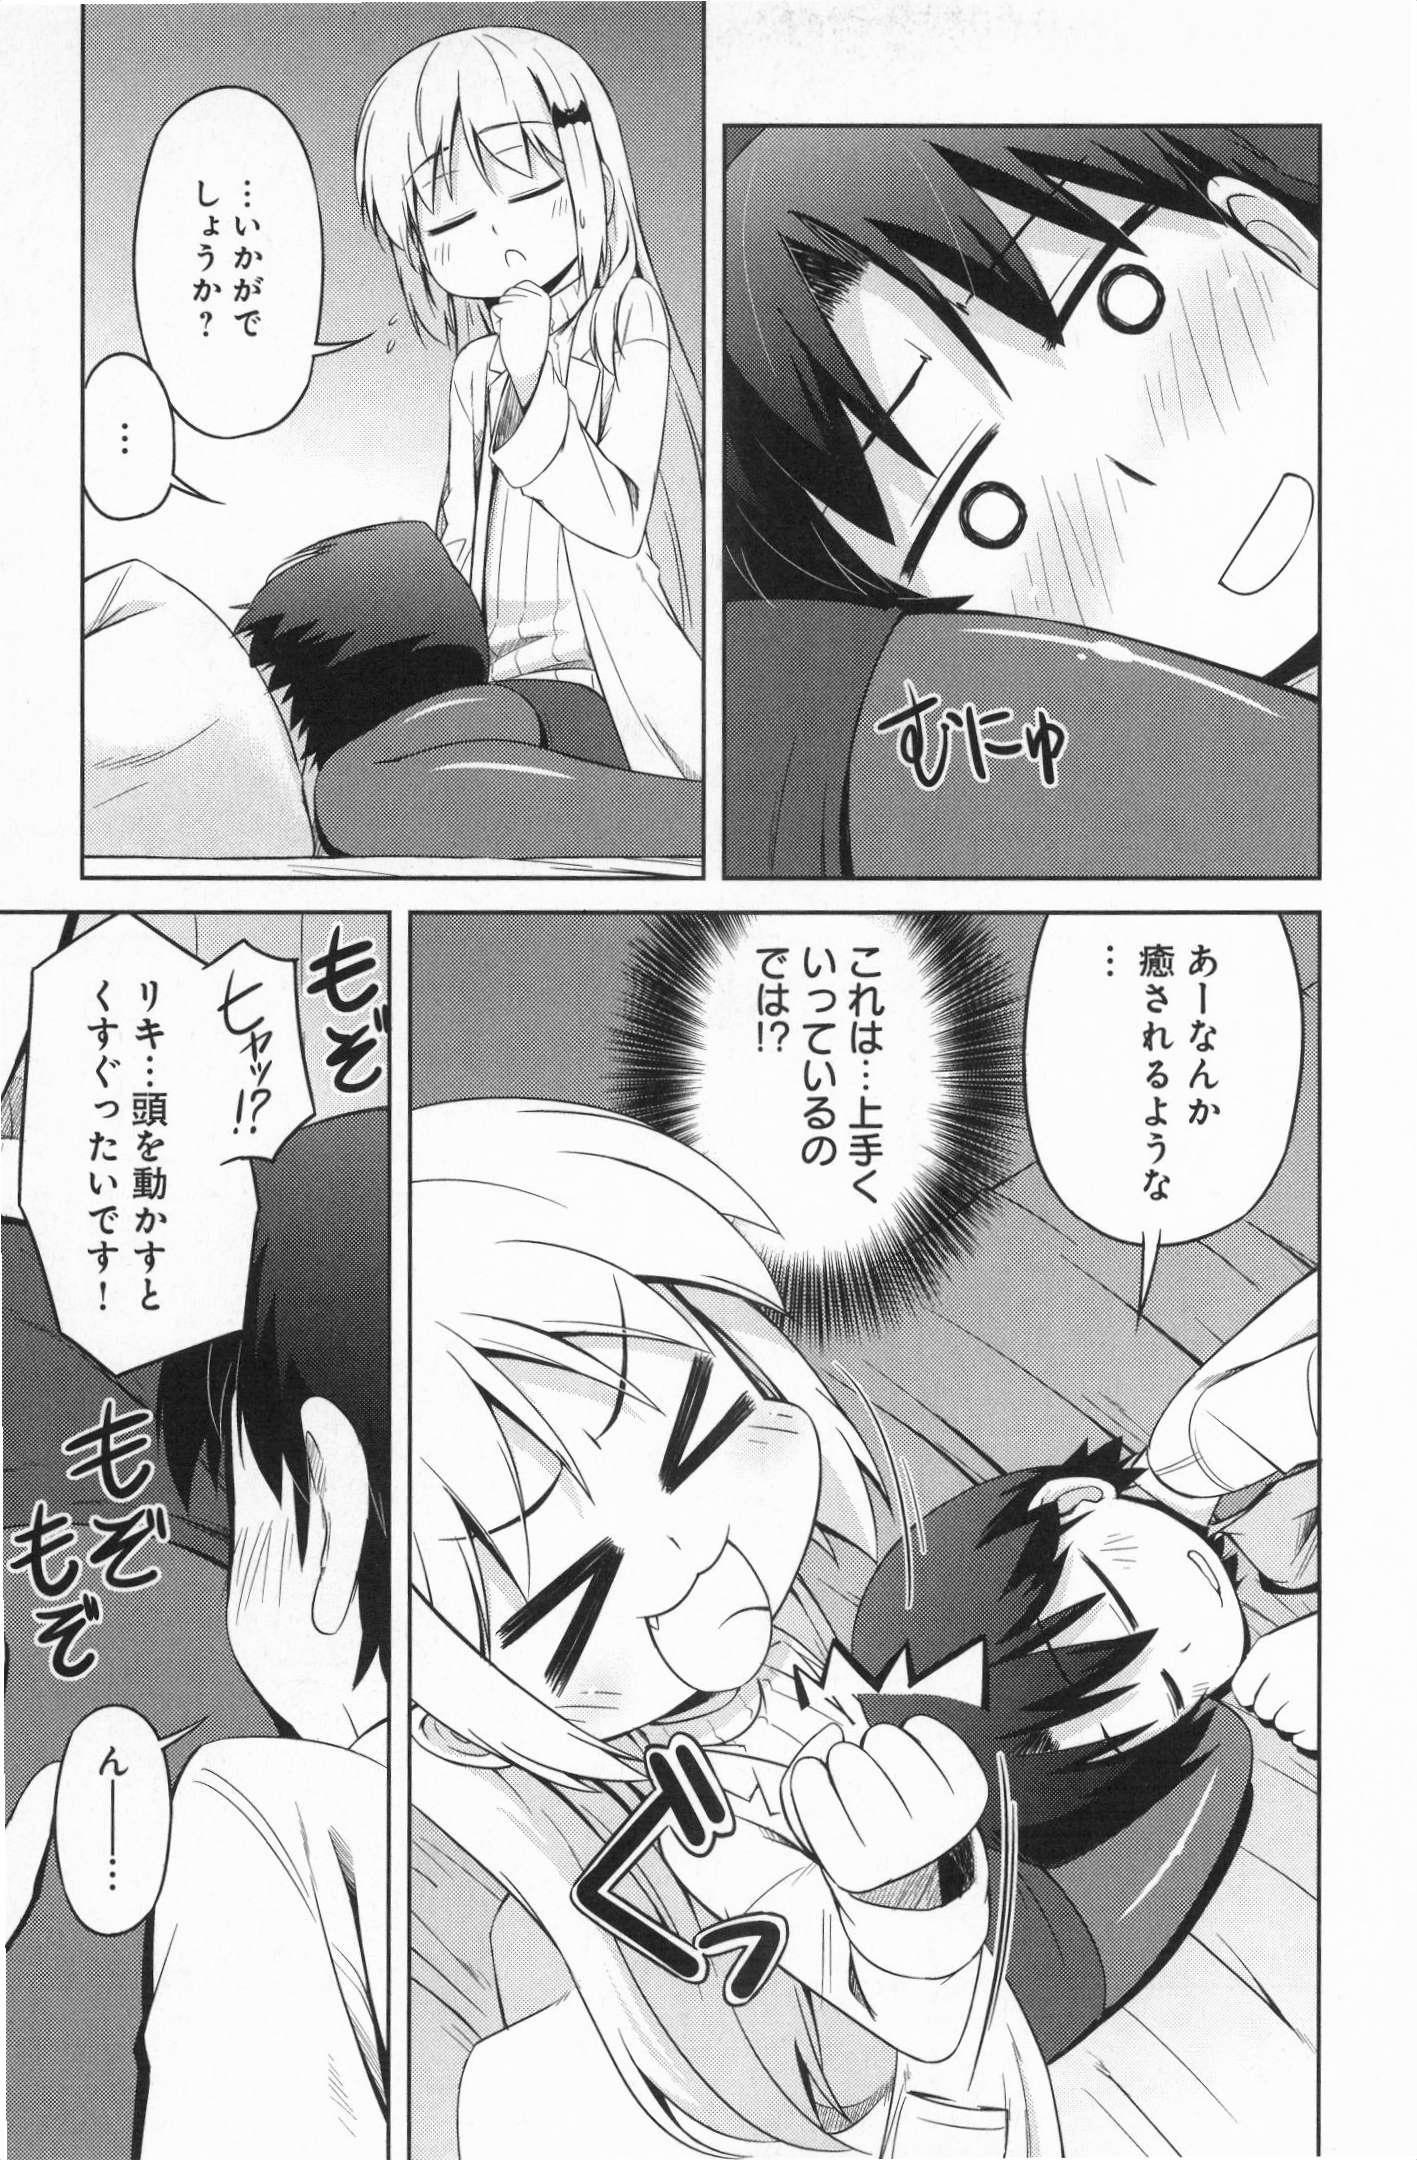 むにゅ
…いかがで
しょうか?
…
あーなんか
癒されるような
…
これは…上手く
いっているの
では!?
ぐっ
もぞ
ヒャッ!?
リキ…頭を動かすと
くすぐったいです!
もぞ
もぞ
んー…